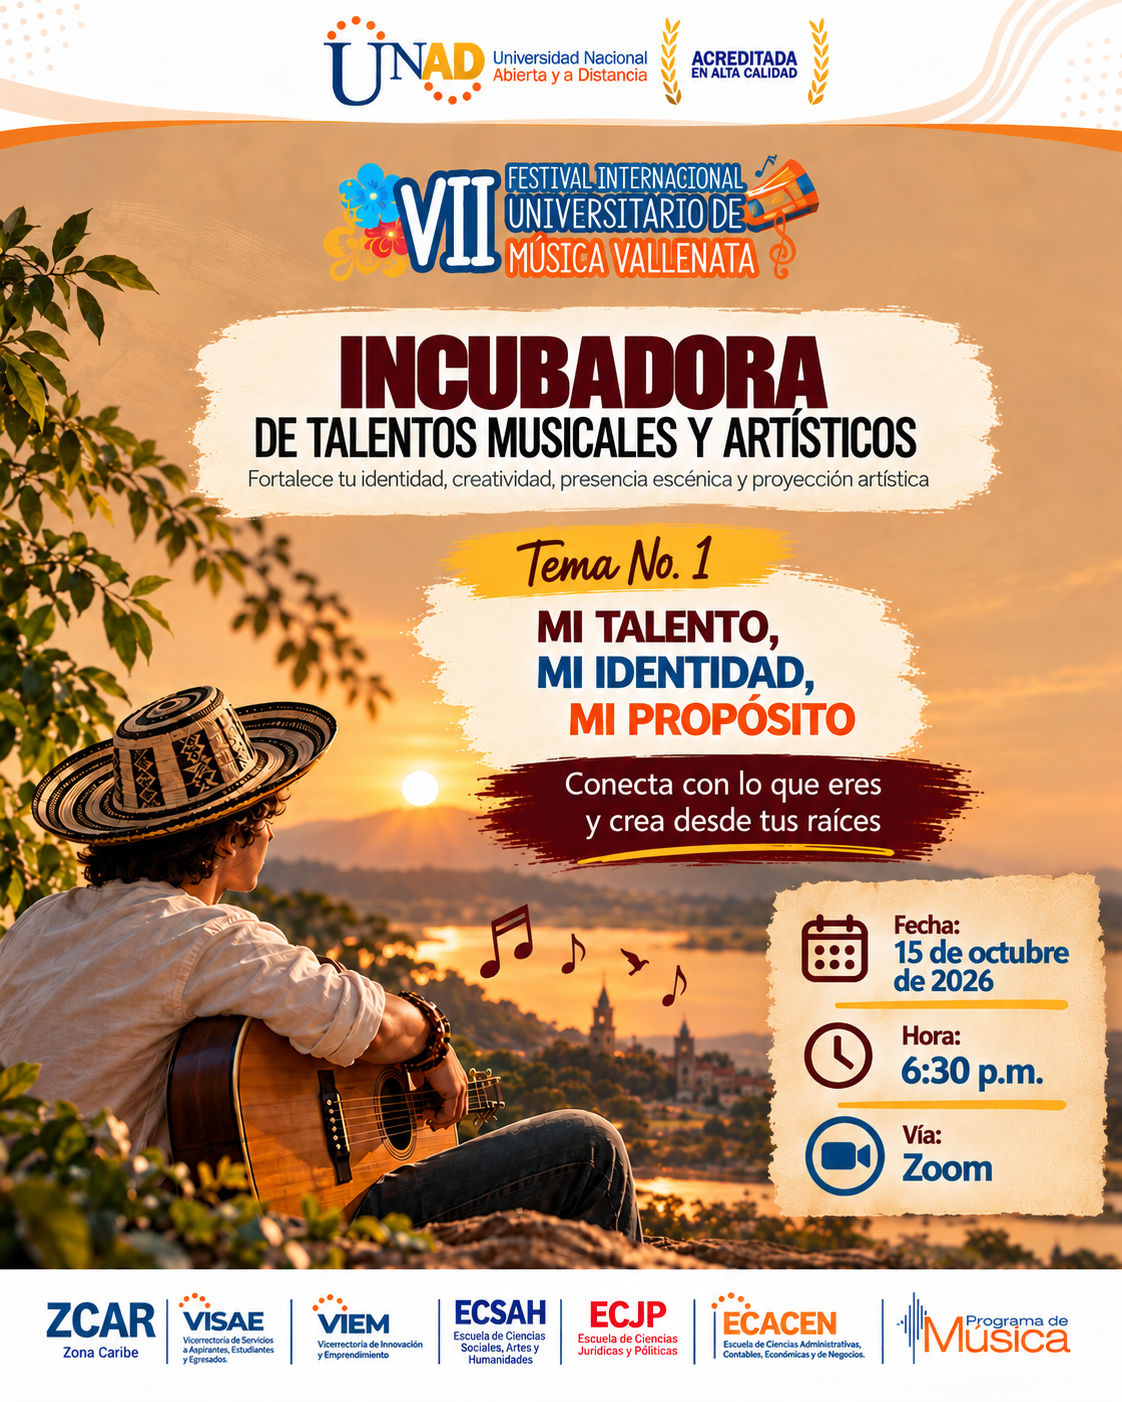 UNAD
Universidad Nacional
Abierta y a Distancia
ACREDITADA
EN ALTA CALIDAD
VII
FESTIVAL INTERNACIONAL
UNIVERSITARIO DE
MÚSICA VALLENATA
INCUBADORA
DE TALENTOS MUSICALES Y ARTÍSTICOS
Fortalece tu identidad, creatividad, presencia escénica y proyección artística
Tema No. 1
MI TALENTO,
MI IDENTIDAD,
MI PROPÓSITO
Conecta con lo que eres
y crea desde tus raíces
Fecha:
15 de octubre
de 2026
Hora:
6:30 p.m.
Vía:
Zoom
ZCAR
Zona Caribe
VISAE
Vicerrectoría de Servicios
a Aspirantes, Estudiantes
y Egresados.
VIEM
Vicerrectoría de Innovación
y Emprendimiento
ECSAH
Escuela de Ciencias
Sociales, Artes y
Humanidades
ECJP
Escuela de Ciencias
Jurídicas y Póliticas
ECACEN
Escuela de Ciencias Administrativas,
Contables, Económicas y de Negocios.
Programa de
Música